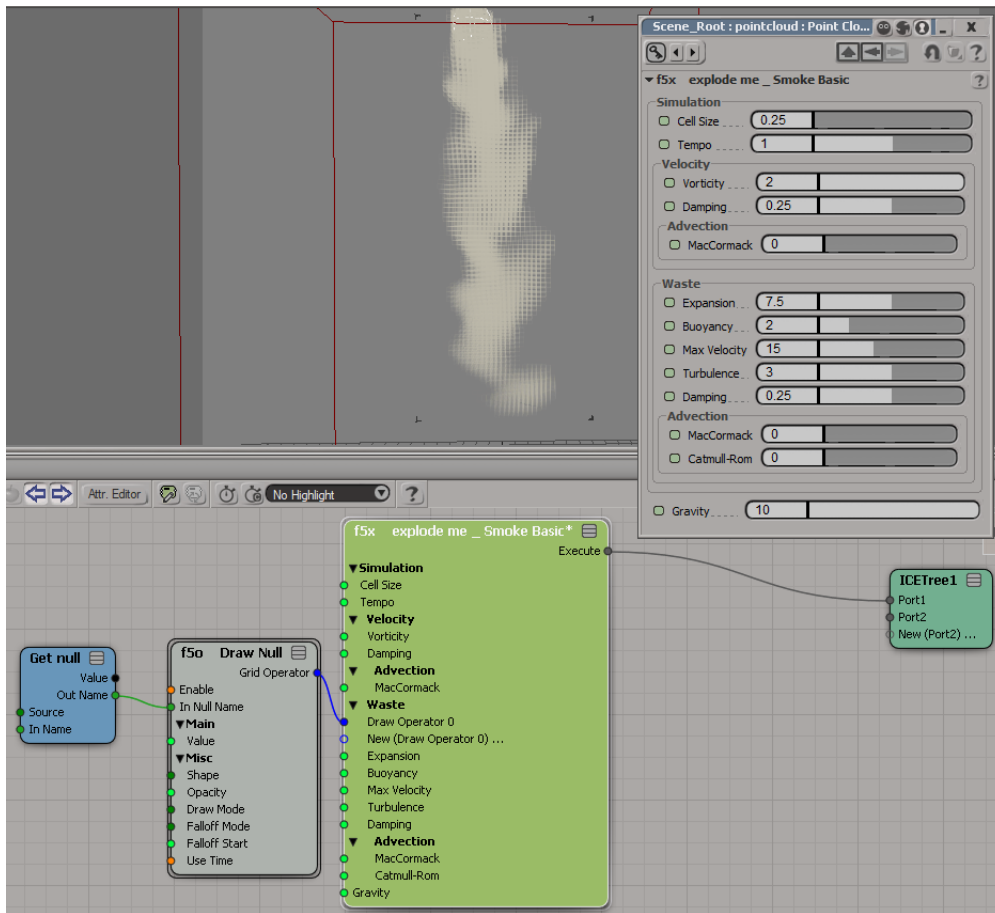 Scene_Root : pointcloud : Point Clo...
X
?
f5x explode me _ Smoke Basic
?
Simulation
Cell Size 0.25
Tempo 1
Velocity
Vorticity 2
Damping 0.25
Advection
MacCormack 0
Waste
Expansion 7.5
Buoyancy 2
Max Velocity 15
Turbulence 3
Damping 0.25
Advection
MacCormack 0
Catmull-Rom 0
Gravity 10
Attr. Editor
No Highlight
?
Get null
Value
Out Name
Source
In Name
f5o Draw Null
Grid Operator
Enable
In Null Name
Main
Value
Misc
Shape
Opacity
Draw Mode
Falloff Mode
Falloff Start
Use Time
f5x explode me _ Smoke Basic*
Execute
Simulation
Cell Size
Tempo
Velocity
Vorticity
Damping
Advection
MacCormack
Waste
Draw Operator 0
New (Draw Operator 0) ...
Expansion
Buoyancy
Max Velocity
Turbulence
Damping
Advection
MacCormack
Catmull-Rom
Gravity
ICETree1
Port1
Port2
New (Port2) ...